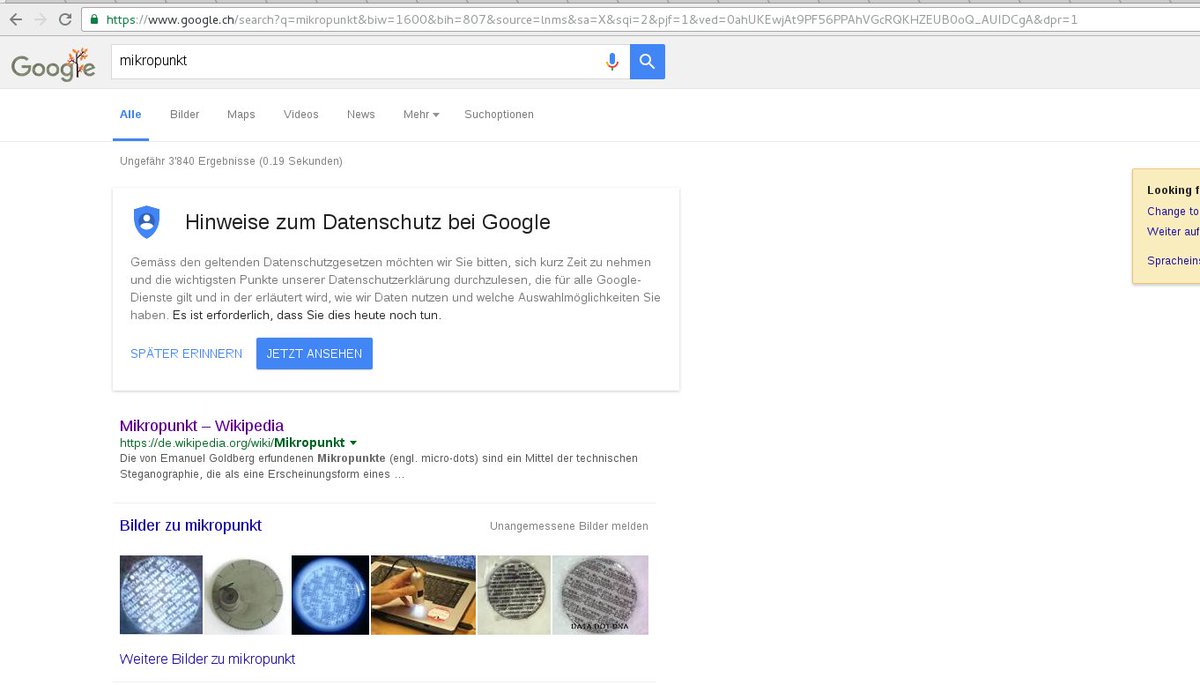 https://www.google.ch/search?q=mikropunkt&biw=1600&bih=807&source=lnms&sa=X&sqi=2&pjf=1&ved=0ahUKEwjAt9PF56PPAhVGcRQKHZEUB0oQ_AUIDCgA&dpr=1
Google mikropunkt
Alle Bilder Maps Videos News Mehr Suchoptionen
Ungefähr 3'840 Ergebnisse (0.19 Sekunden)
Looking f
Change to
Weiter auf
Sprachein
Hinweise zum Datenschutz bei Google
Gemäss den geltenden Datenschutzgesetzen möchten wir Sie bitten, sich kurz Zeit zu nehmen
und die wichtigsten Punkte unserer Datenschutzerklärung durchzulesen, die für alle Google-
Dienste gilt und in der erläutert wird, wie wir Daten nutzen und welche Auswahlmöglichkeiten Sie
haben. Es ist erforderlich, dass Sie dies heute noch tun.
SPÄTER ERINNERN JETZT ANSEHEN
Mikropunkt – Wikipedia
https://de.wikipedia.org/wiki/Mikropunkt
Die von Emanuel Goldberg erfundenen Mikropunkte (engl. micro-dots) sind ein Mittel der technischen
Steganographie, die als eine Erscheinungsform eines ...
Bilder zu mikropunkt Unangemessene Bilder melden
DATA DOT DNA
Weitere Bilder zu mikropunkt